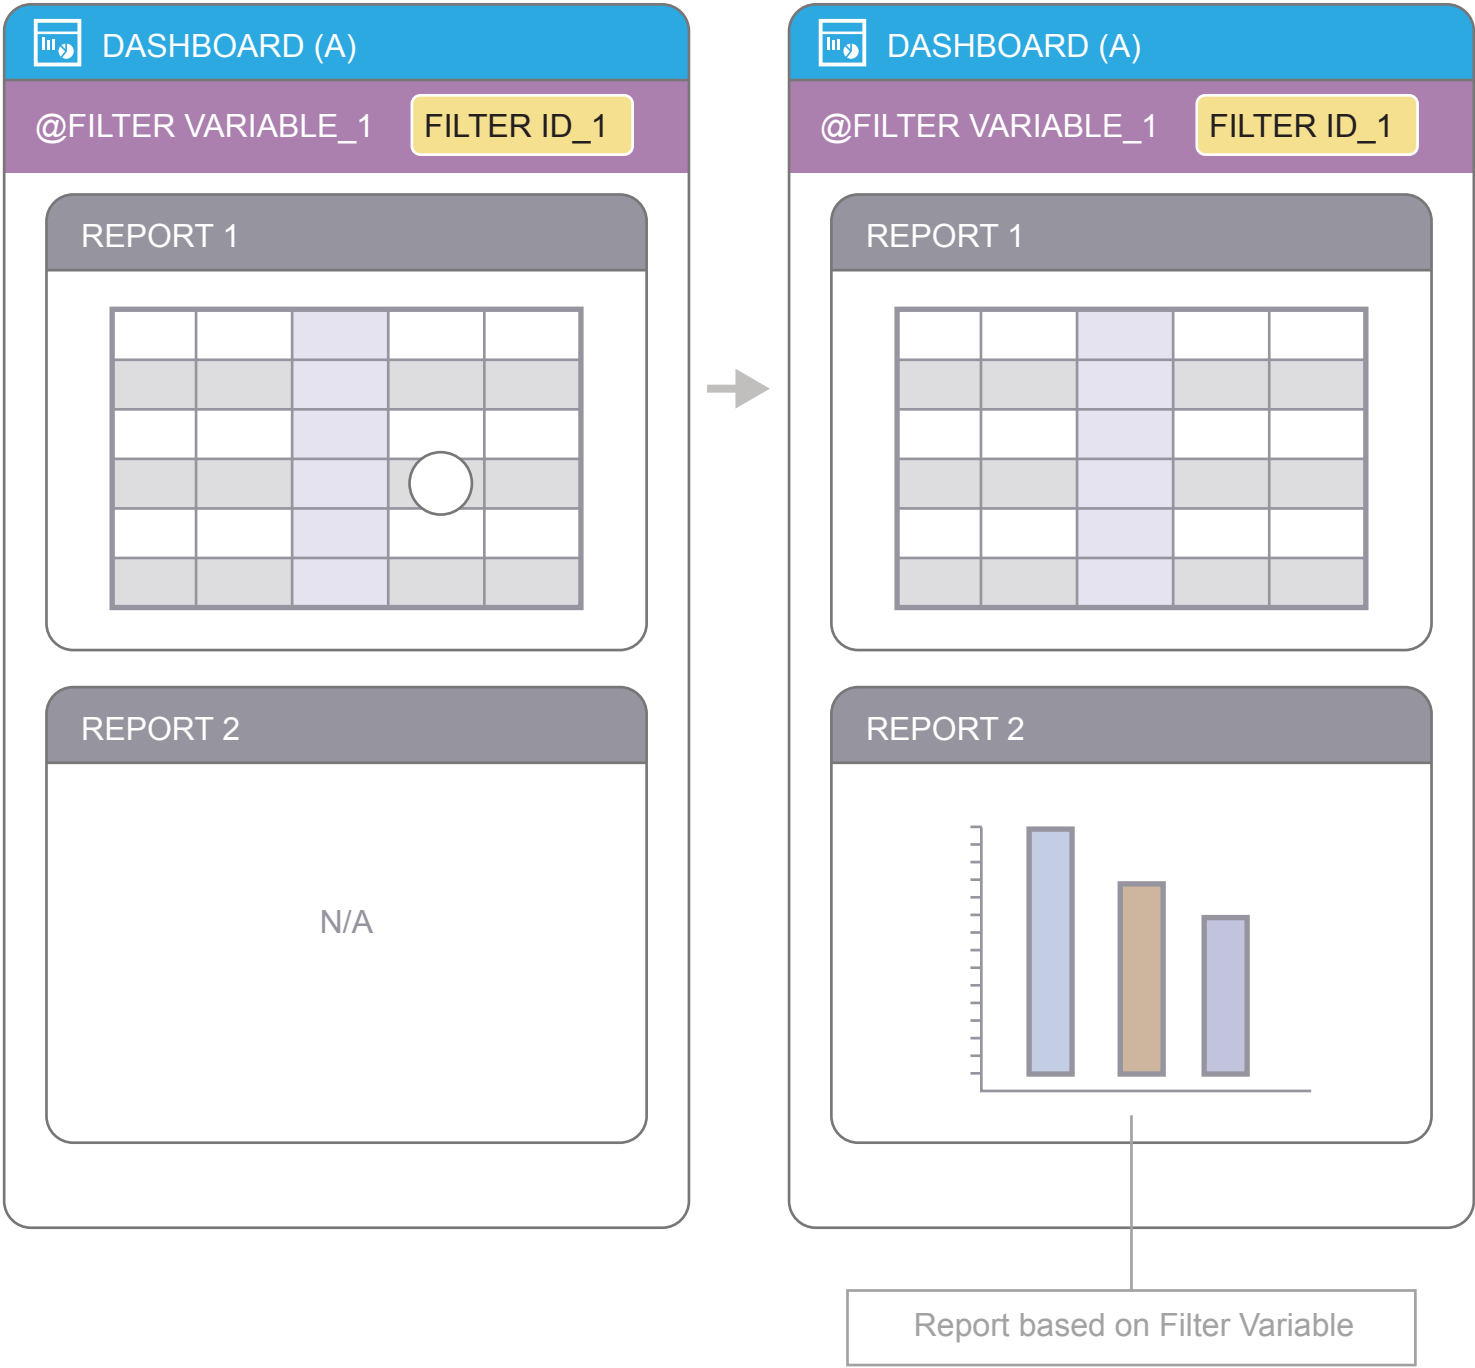 DASHBOARD (A)
@FILTER VARIABLE_1 FILTER ID_1
REPORT 1
REPORT 2
N/A
DASHBOARD (A)
@FILTER VARIABLE_1 FILTER ID_1
REPORT 1
REPORT 2
Report based on Filter Variable